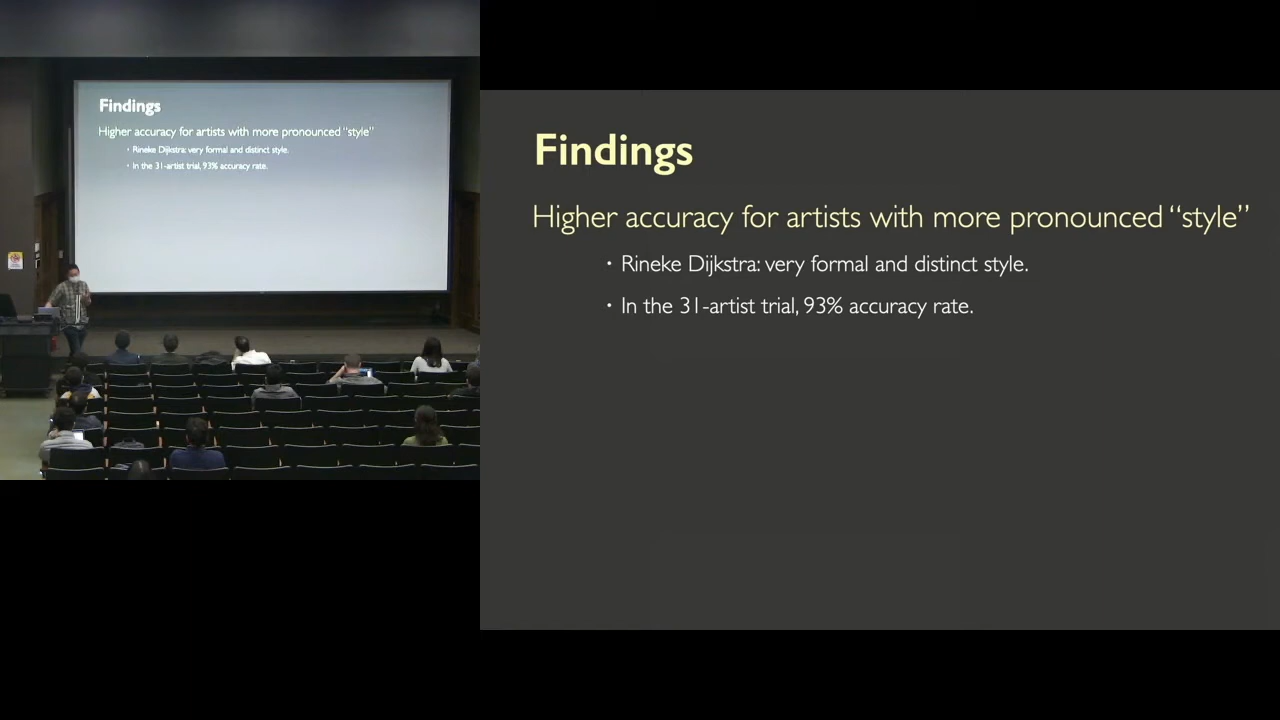 Findings
Higher accuracy for artists with more pronounced “style”
• Rineke Dijkstra: very formal and distinct style.
• In the 31-artist trial, 93% accuracy rate.
Findings
Higher accuracy for artists with more pronounced “style”
• Rineke Dijkstra: very formal and distinct style.
• In the 31-artist trial, 93% accuracy rate.